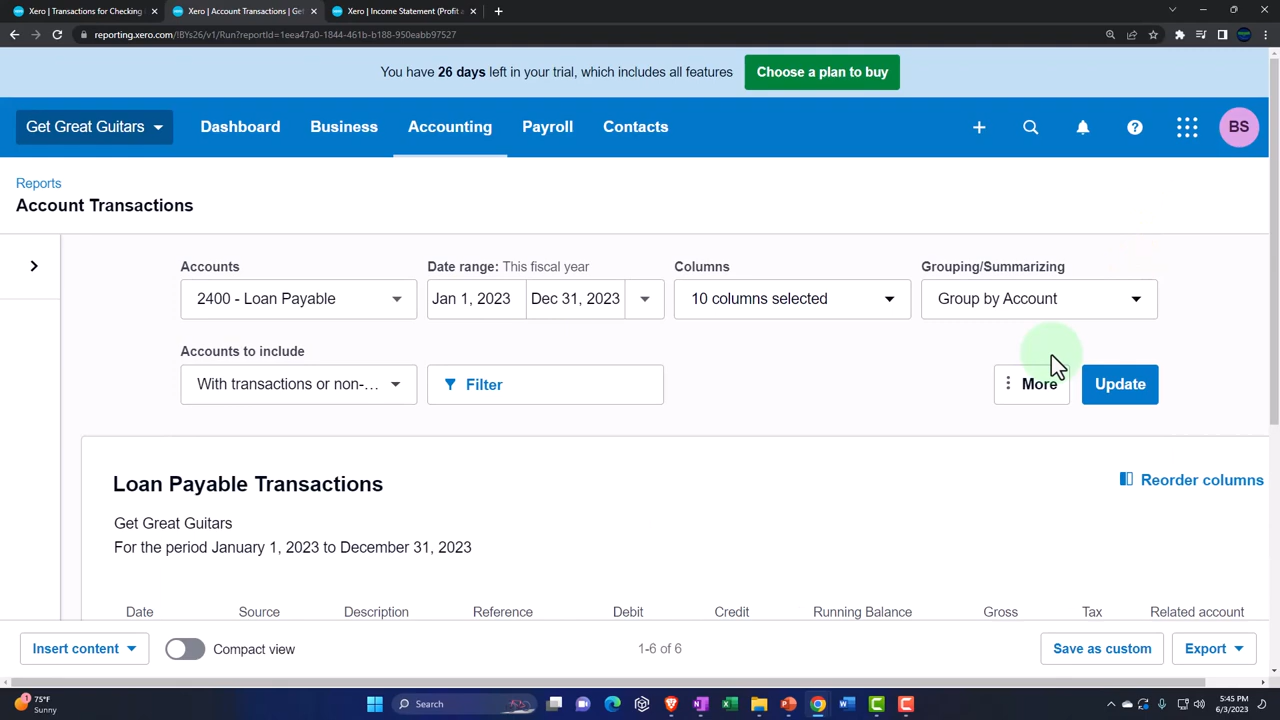 Xero | Transactions for Checking
Xero | Account Transactions | Get
Xero | Income Statement (Profit a
reporting.xero.com/!BYs26/v1/Run?reportId=1eea47a0-1844-461b-b188-950eabb97527
You have 26 days left in your trial, which includes all features
Choose a plan to buy
Get Great Guitars
Dashboard
Business
Accounting
Payroll
Contacts
BS
Reports
Account Transactions
Accounts
Date range: This fiscal year
Columns
Grouping/Summarizing
2400 - Loan Payable
Jan 1, 2023
Dec 31, 2023
10 columns selected
Group by Account
Accounts to include
With transactions or non-...
Filter
More
Update
Loan Payable Transactions
Reorder columns
Get Great Guitars
For the period January 1, 2023 to December 31, 2023
Date Source Description Reference Debit Credit Running Balance Gross Tax Related account
Insert content
Compact view
1-6 of 6
Save as custom
Export
1
75°F
Sunny
Search
5:45 PM
6/3/2023